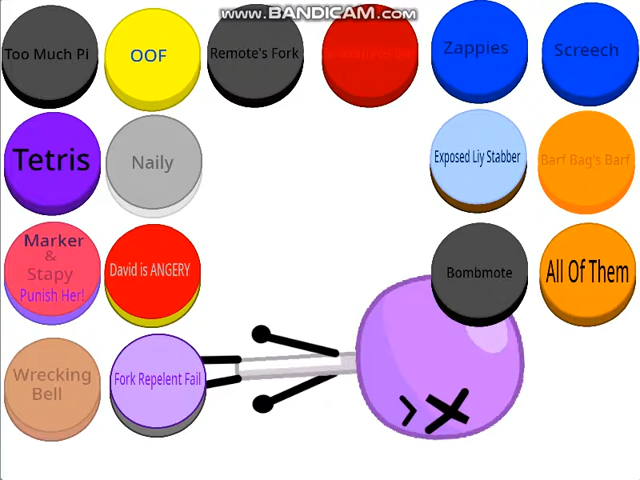 www.BANDICAM.com
Too Much Pi
OOF
Remote's Fork
Zappies
Screech
Tetris
Naily
Exposed Liy Stabber
Barf Bag's Barf
Marker
&
Stapy
Punish Her!
David is ANGERY
Bombmote
All Of Them
Wrecking
Bell
Fork Repelent Fail